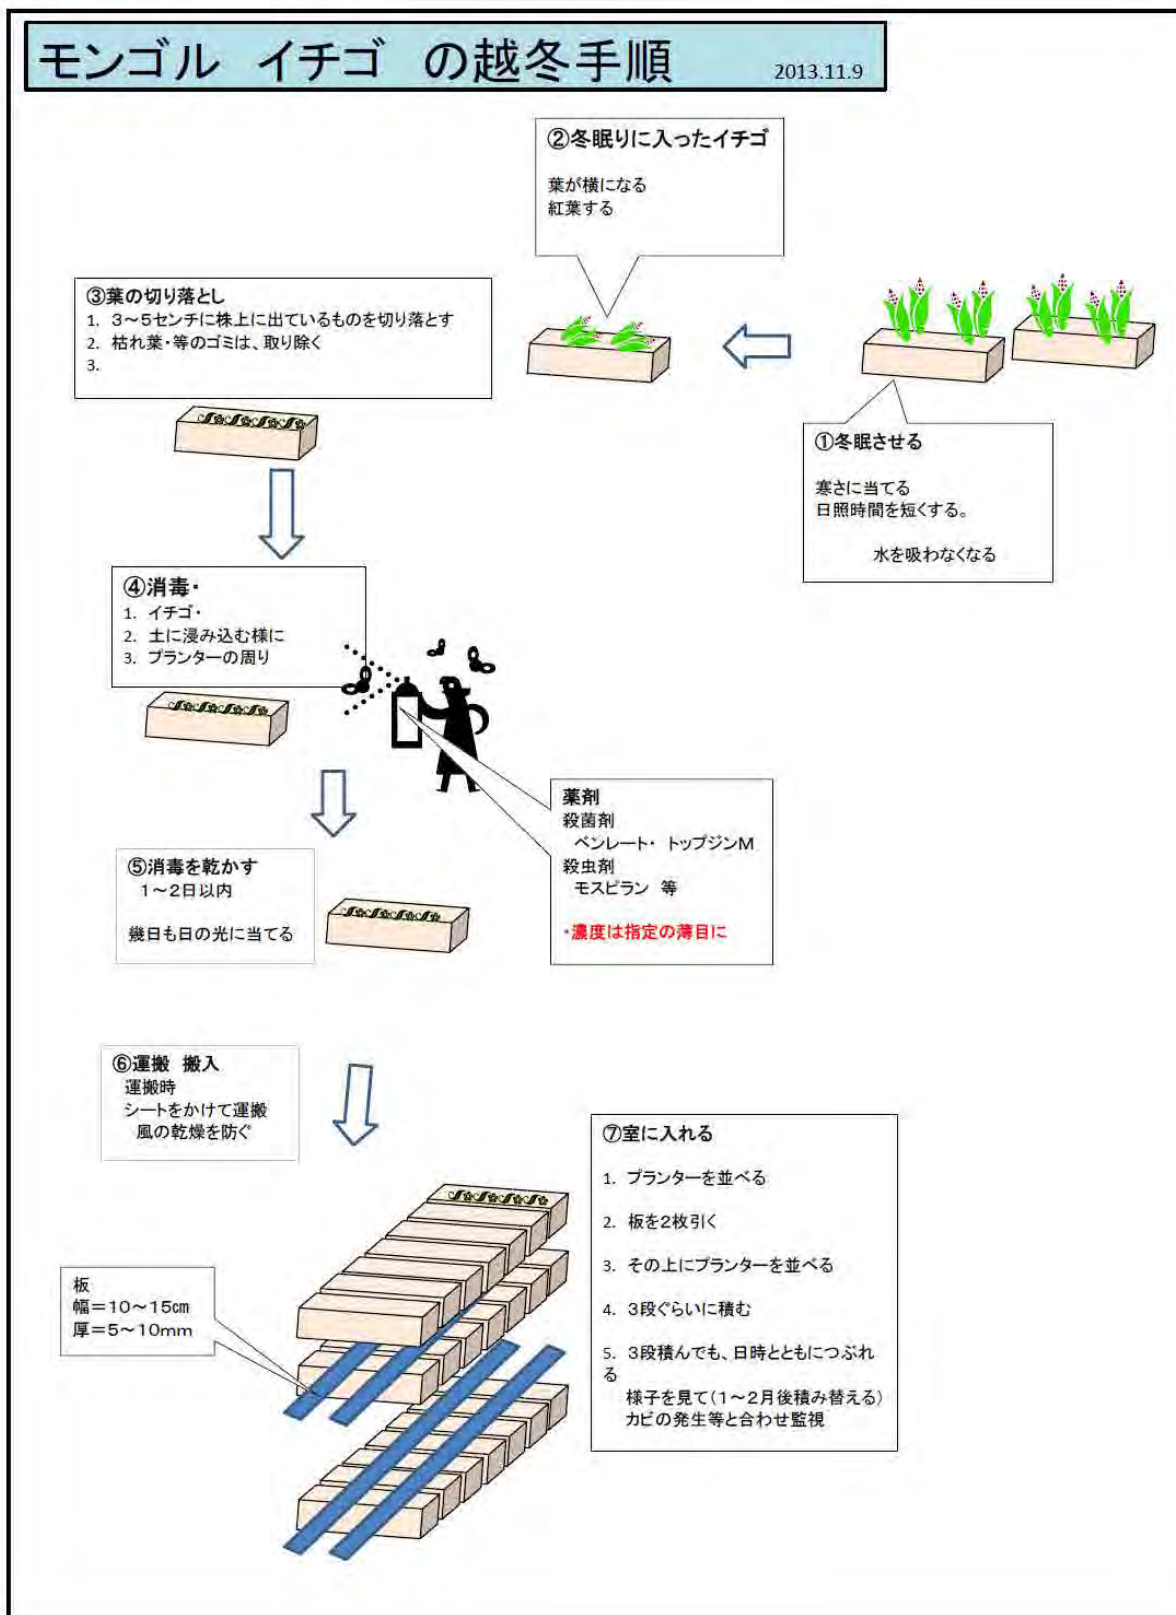 モンゴル　イチゴ　の越冬手順
2013.11.9
①冬眠させる
寒さに当てる
日照時間を短くする。
水を吸わなくなる
②冬眠りに入ったイチゴ
葉が横になる
紅葉する
③葉の切り落とし
1. 3～5センチに株上に出ているものを切り落とす
2. 枯れ葉・等のゴミは、取り除く
3.
④消毒・
1. イチゴ・
2. 土に浸み込む様に
3. プランターの周り
薬剤
殺菌剤
ベンレート・ トップジンM
殺虫剤
モスピラン 等
・濃度は指定の薄目に
⑤消毒を乾かす
1～2日以内
幾日も日の光に当てる
⑥運搬 搬入
運搬時
シートをかけて運搬
風の乾燥を防ぐ
⑦室に入れる
1. プランターを並べる
2. 板を2枚引く
3. その上にプランターを並べる
4. 3段ぐらいに積む
5. 3段積んでも、日時とともにつぶれ
る
様子を見て(1～2月後積み替える)
カビの発生等と合わせ監視
板
幅＝10～15㎝
厚＝5～10mm